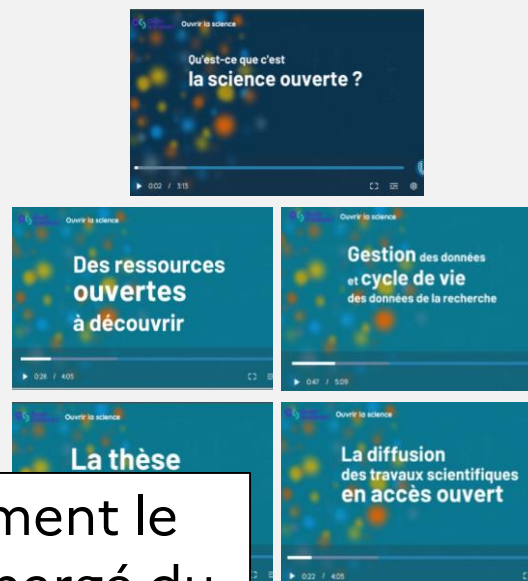 Ouvrir la science
Qu'est-ce que c'est
la science ouverte ?
0:02 / 3:13
Ouvrir la science
Des ressources
ouvertes
à découvrir
0:28 / 4:05
Ouvrir la science
Gestion des données
et cycle de vie
des données de la recherche
0:47 / 5:09
Ouvrir la science
La thèse
Ouvrir la science
La diffusion
des travaux scientifiques
en accès ouvert
0:22 / 4:05
ment le
mergé du